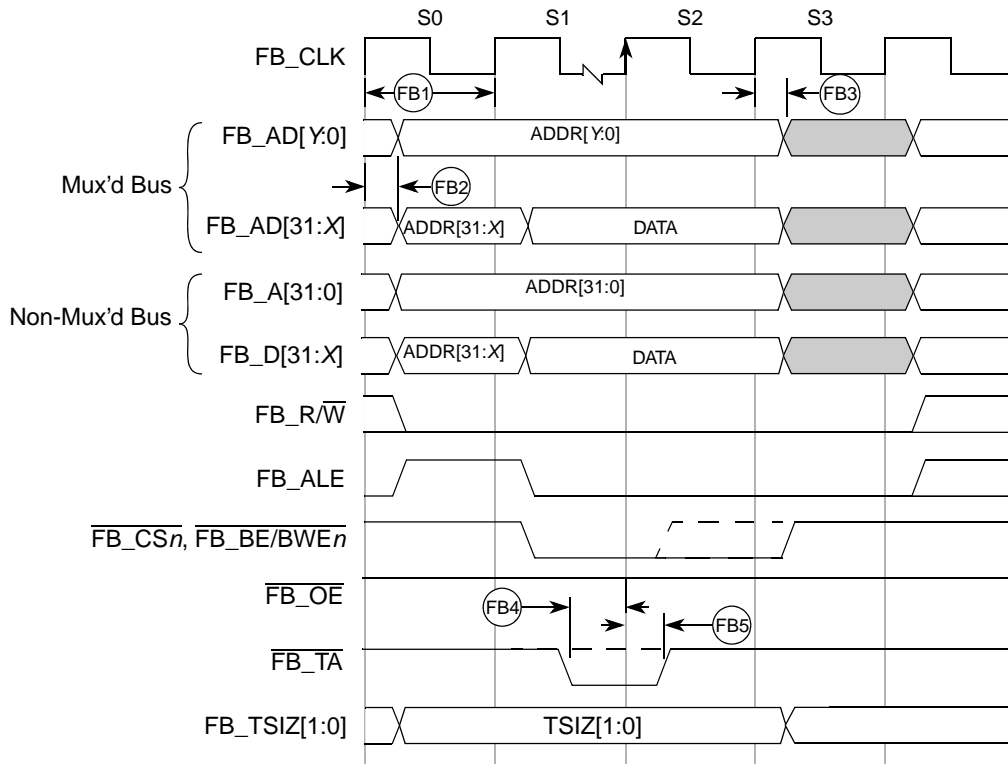 S0 S1 S2 S3
FB_CLK
FB1 FB3
FB_AD[Y:0] ADDR[Y:0]
Mux'd Bus
FB2
FB_AD[31:X] ADDR[31:X] DATA
FB_A[31:0] ADDR[31:0]
Non-Mux'd Bus
FB_D[31:X] ADDR[31:X] DATA
FB_R/W
FB_ALE
FB_CSn, FB_BE/BWEn
FB_OE
FB4 FB5
FB_TA
FB_TSIZ[1:0] TSIZ[1:0]